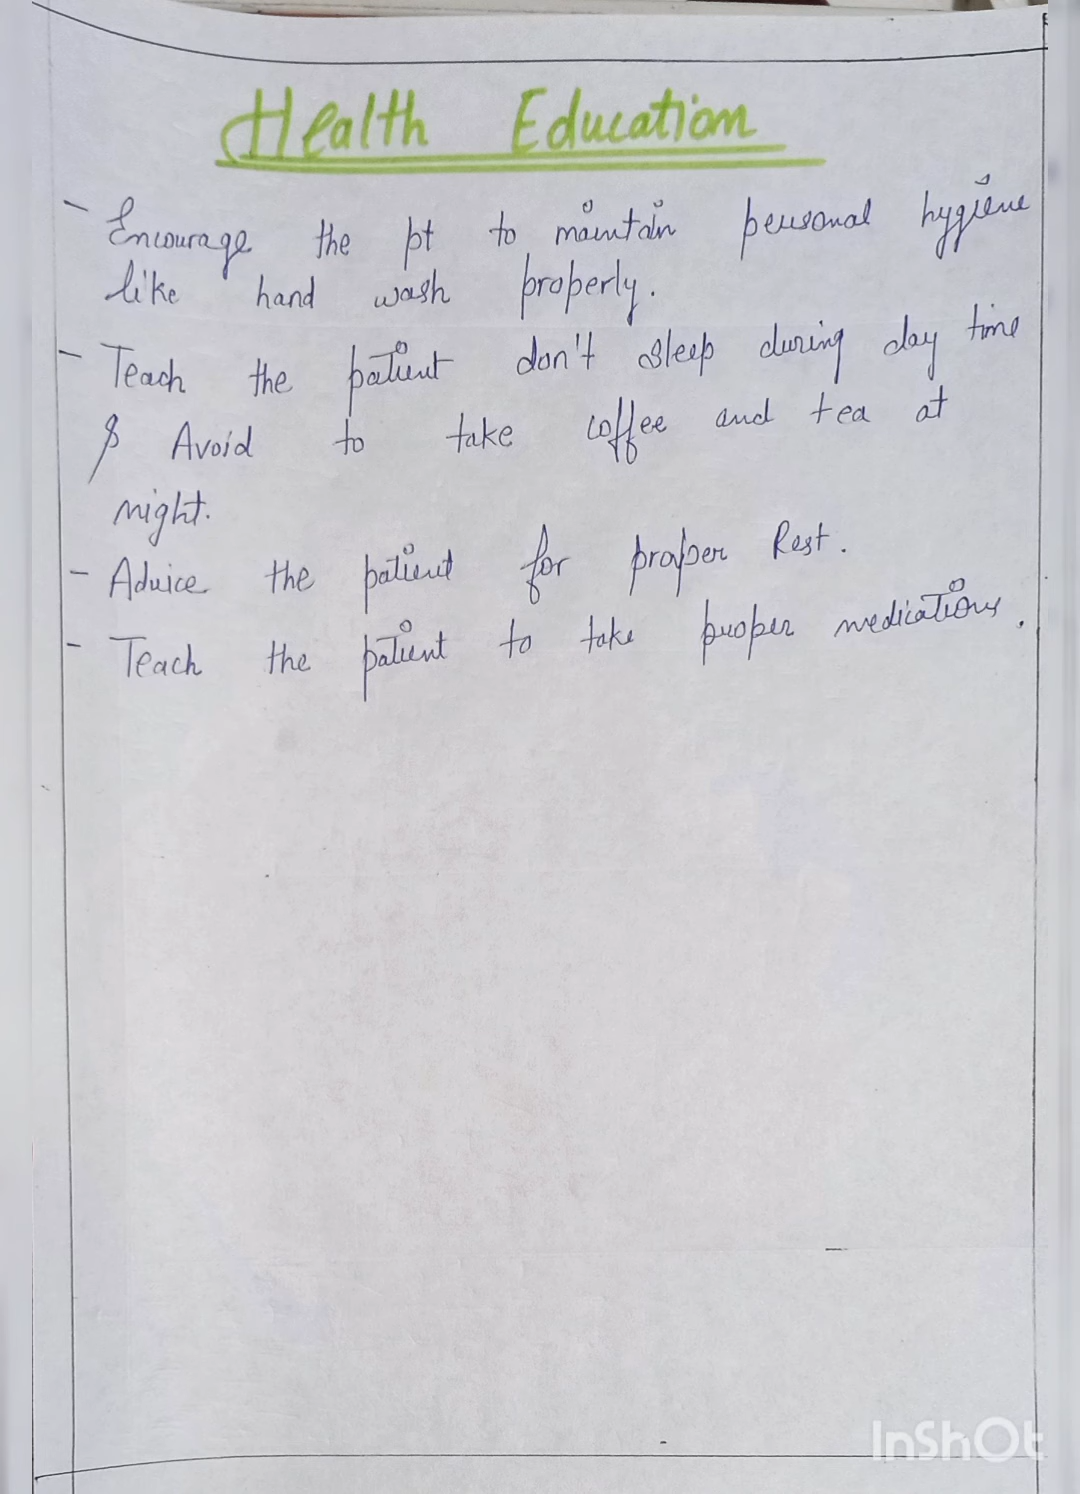 Health Education
- Encourage the pt to maintain personal hygiene
like hand wash properly.
- Teach the patient don't sleep during day time
& Avoid to take coffee and tea at
night.
- Advice the patient for proper Rest.
- Teach the patient to take proper medications.
InShOt